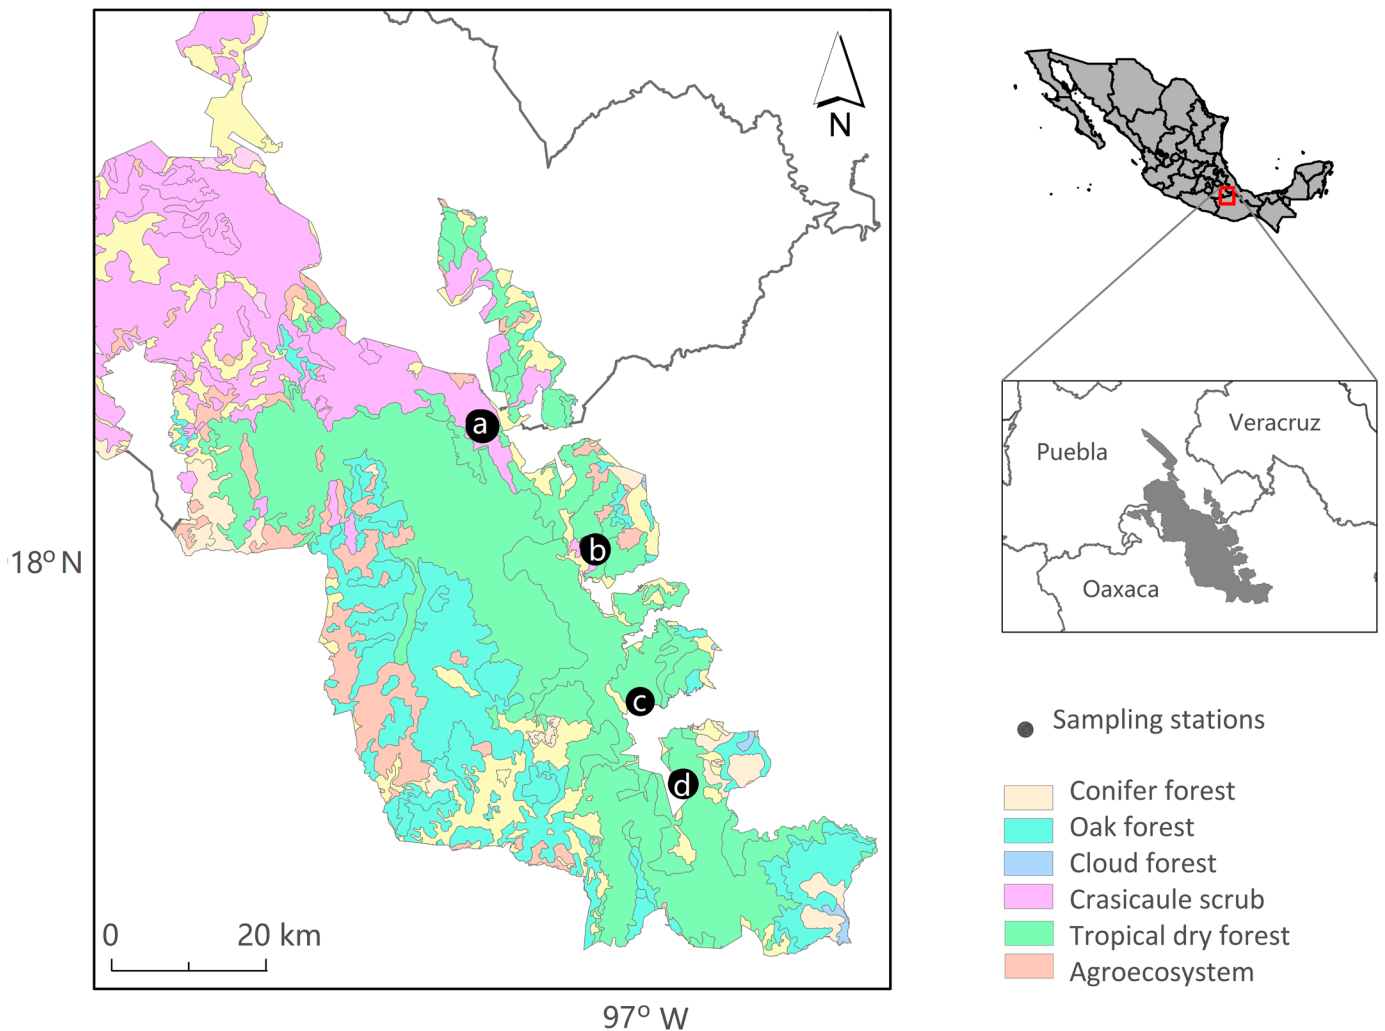 N
a
b
18° N
c
d
0 20 km
97° W
Puebla
Veracruz
Oaxaca
Sampling stations
Conifer forest
Oak forest
Cloud forest
Crasicaule scrub
Tropical dry forest
Agroecosystem